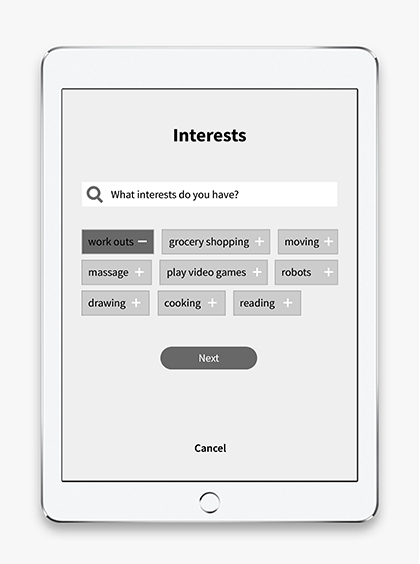 Interests
What interests do you have?
work outs
grocery shopping
moving
massage
play video games
robots
drawing
cooking
reading
Next
Cancel